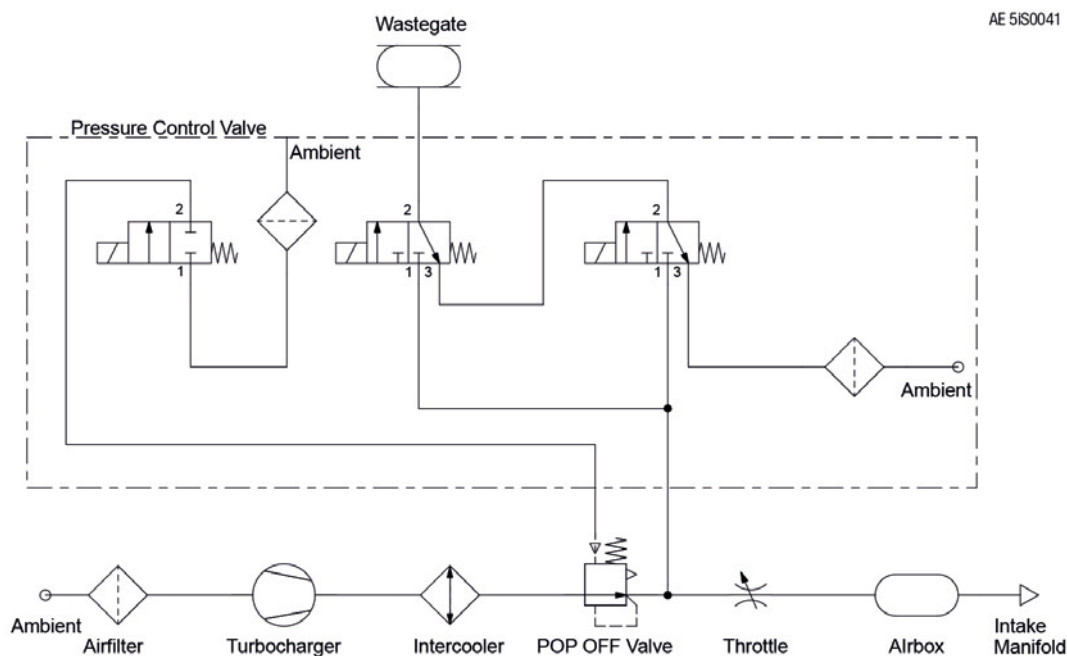 AE 5iS0041
Wastegate
Pressure Control Valve
Ambient
2
2
2
1
1 3
1 3
Ambient
Ambient
Airfilter
Turbocharger
Intercooler
POP OFF Valve
Throttle
AIrbox
Intake
Manifold